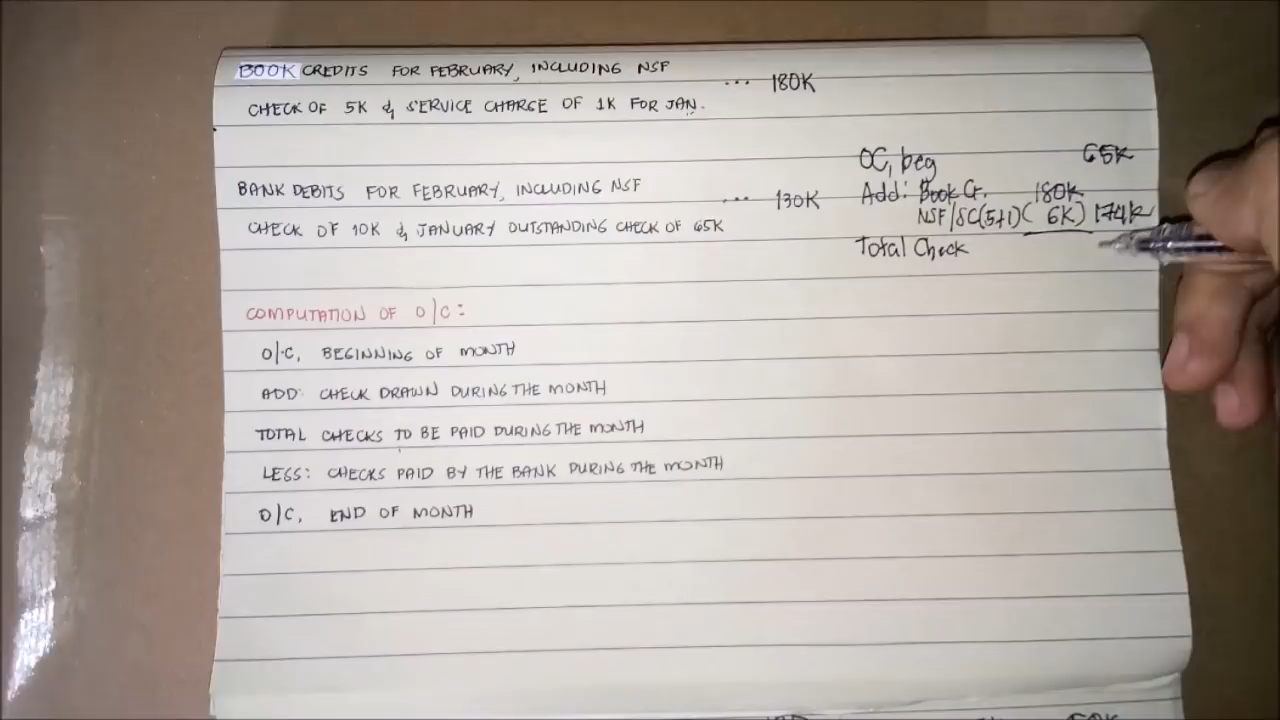 BOOK CREDITS FOR FEBRUARY, INCLUDING NSF
CHECK OF 5K & SERVICE CHARGE OF 1K FOR JAN.
... 180K
BANK DEBITS FOR FEBRUARY, INCLUDING NSF
CHECK OF 10K & JANUARY OUTSTANDING CHECK OF 65K
... 130K
OC, beg 65K
Add: Book Cr. 180K
NSF/SC(5+1) ( 6K) 174K
Total Check
COMPUTATION OF O/C:
O/C, BEGINNING OF MONTH
ADD: CHECK DRAWN DURING THE MONTH
TOTAL CHECKS TO BE PAID DURING THE MONTH
LESS: CHECKS PAID BY THE BANK DURING THE MONTH
O/C, END OF MONTH